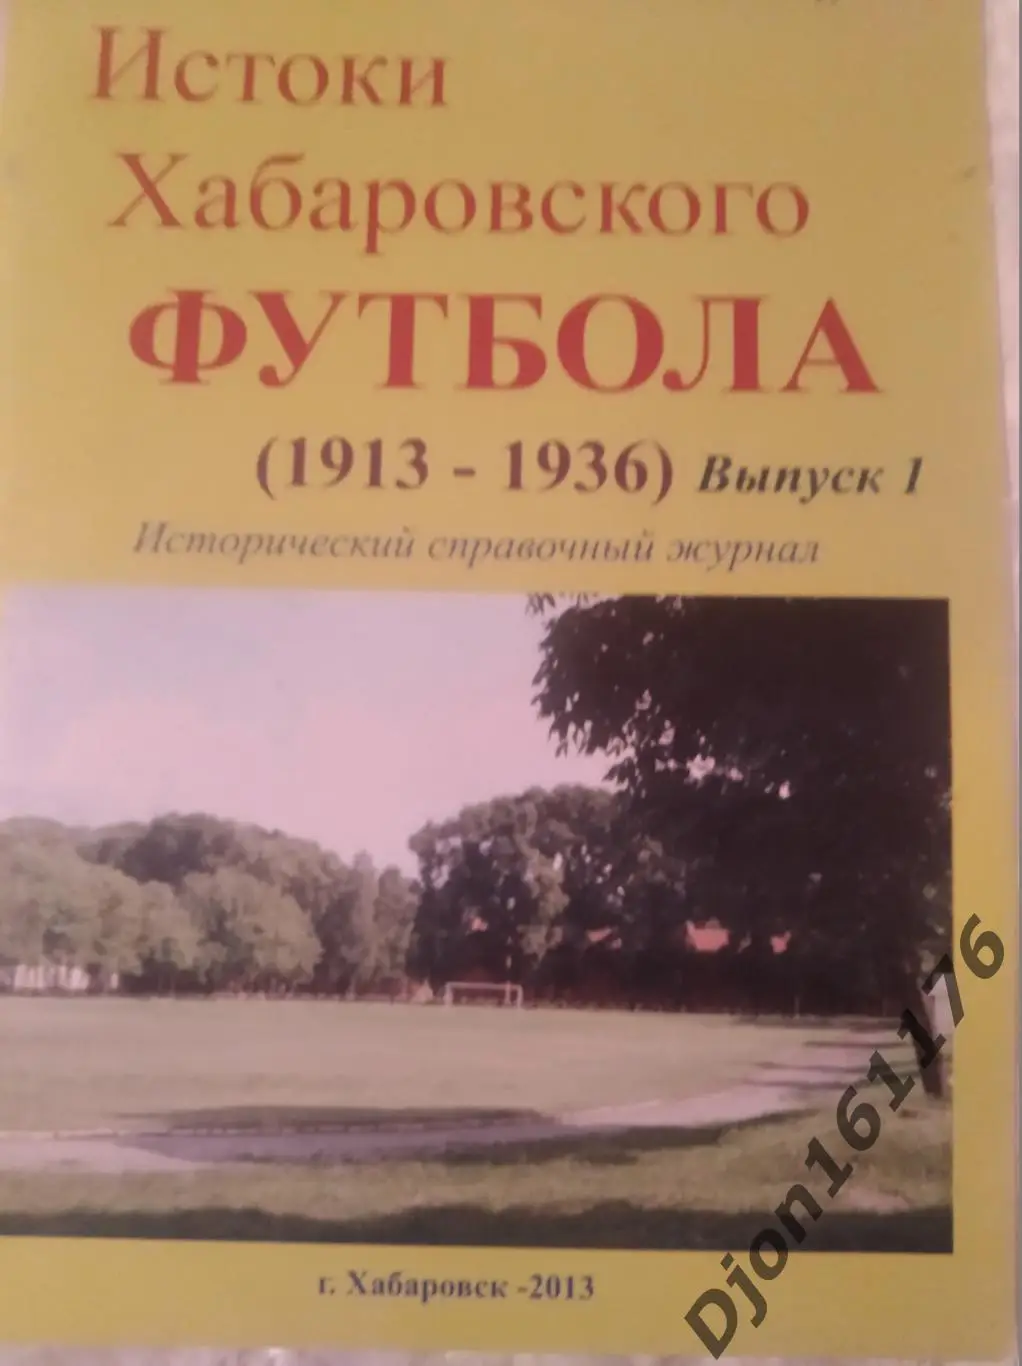 Истоки
Хабаровского
ФУТБОЛА
(1913 - 1936) Выпуск 1
Исторический справочный журнал
г. Хабаровск -2013
Djon161176